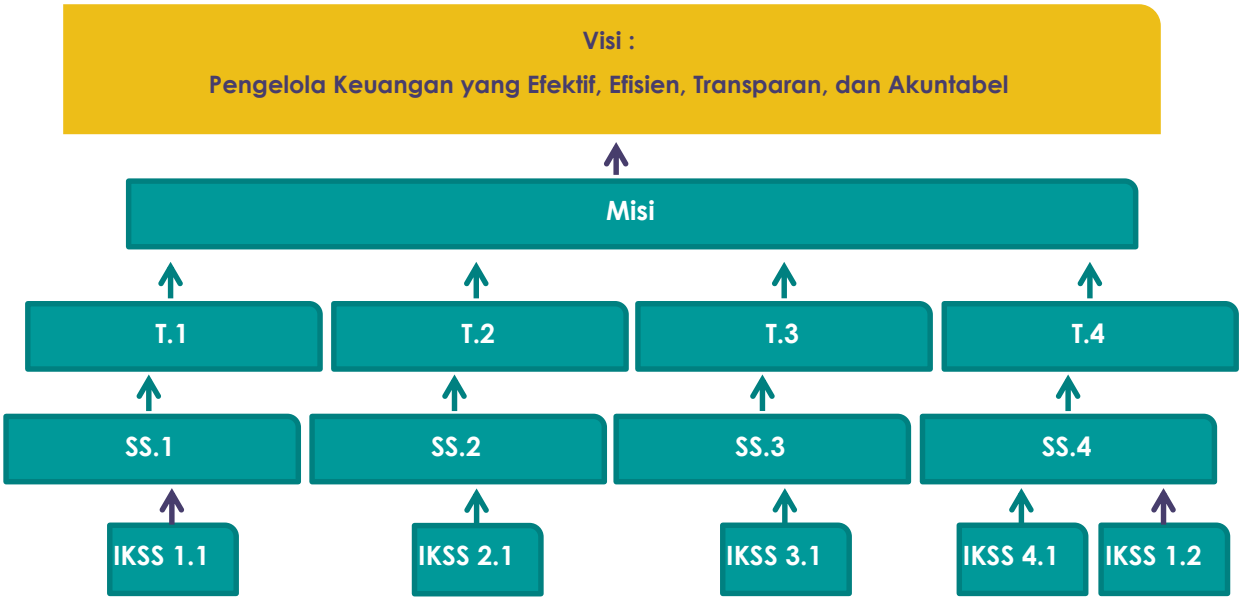 Visi :
Pengelola Keuangan yang Efektif, Efisien, Transparan, dan Akuntabel
Misi
T.1
T.2
T.3
T.4
SS.1
SS.2
SS.3
SS.4
IKSS 1.1
IKSS 2.1
IKSS 3.1
IKSS 4.1
IKSS 1.2